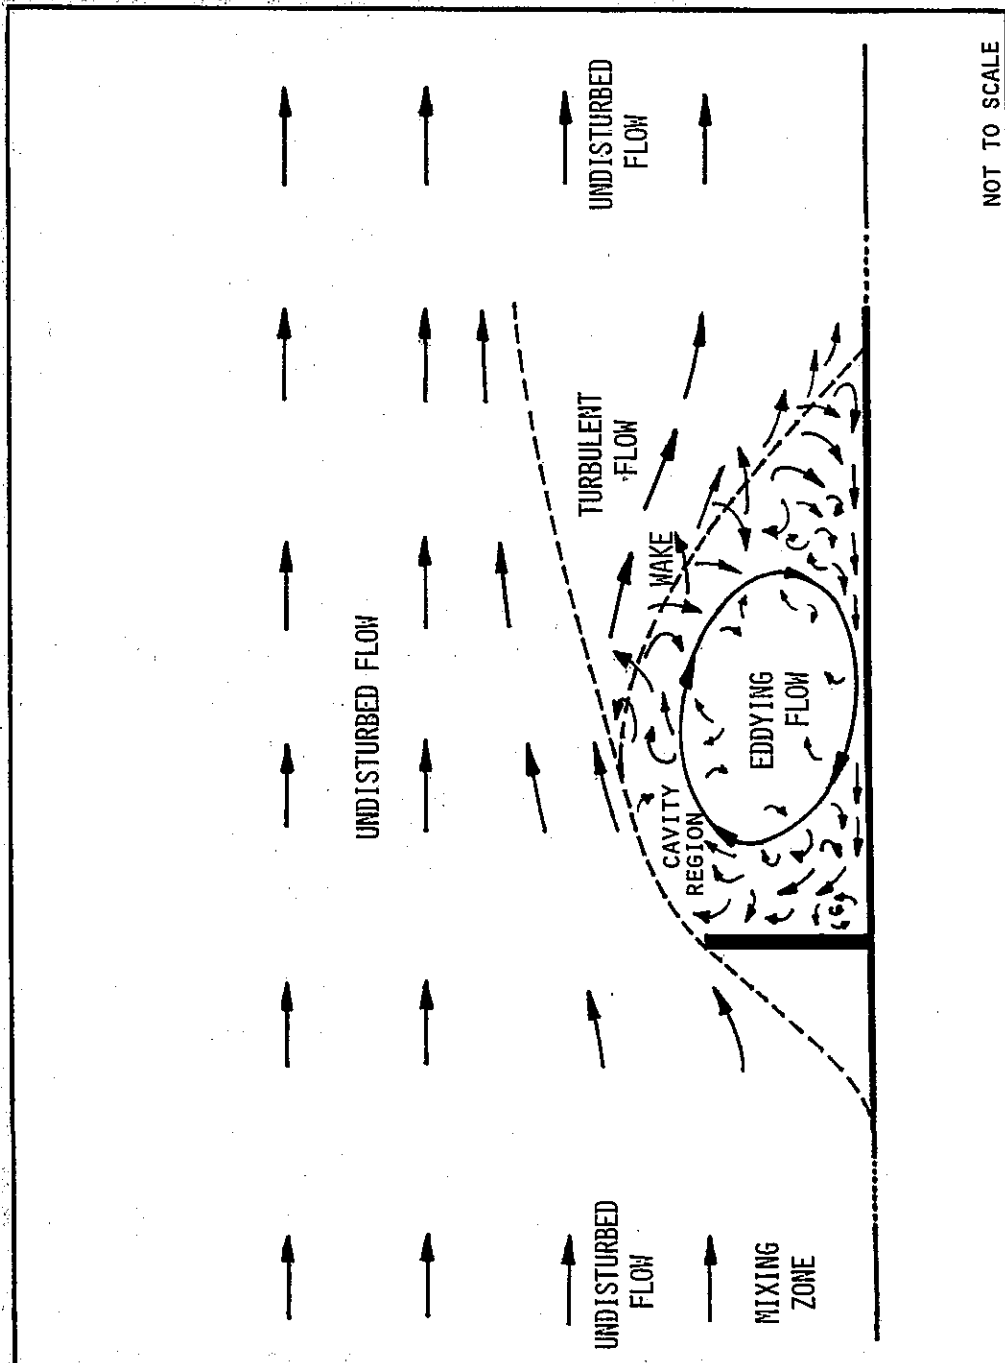 UNDISTURBED FLOW
UNDISTURBED
FLOW
MIXING
ZONE
CAVITY
REGION
EDDYING
FLOW
WAKE
TURBULENT
FLOW
UNDISTURBED
FLOW
NOT TO SCALE